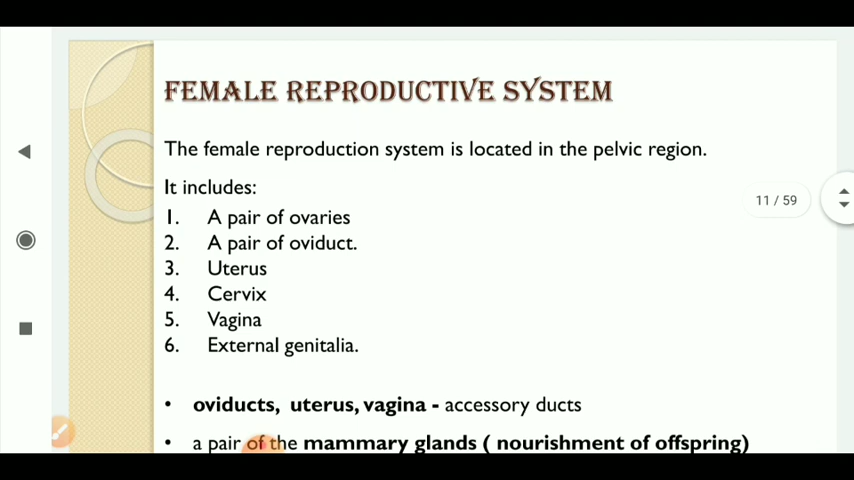 FEMALE REPRODUCTIVE SYSTEM
The female reproduction system is located in the pelvic region.
It includes:
11 / 59
1. A pair of ovaries
2. A pair of oviduct.
3. Uterus
4. Cervix
5. Vagina
6. External genitalia.
• oviducts, uterus, vagina - accessory ducts
• a pair of the mammary glands ( nourishment of offspring)